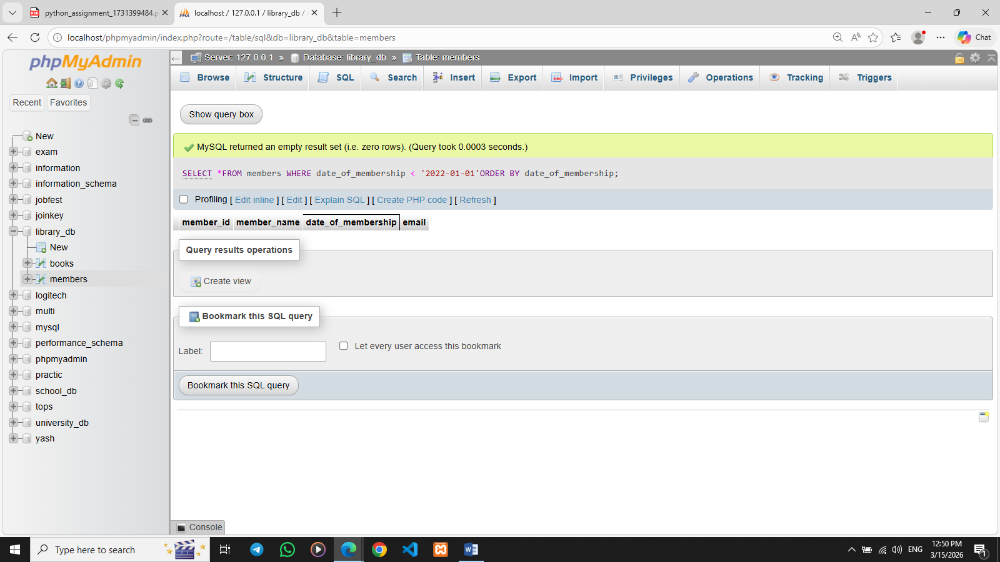 python_assignment_1731399484.p
localhost / 127.0.0.1 / library_db /
localhost/phpmyadmin/index.php?route=/table/sql&db=library_db&table=members
Chat
phpMyAdmin
Recent
Favorites
New
exam
information
information_schema
jobfest
joinkey
library_db
New
books
members
logitech
multi
mysql
performance_schema
phpmyadmin
practic
school_db
tops
university_db
yash
Server: 127.0.0.1 » Database: library_db » Table: members
Browse Structure SQL Search Insert Export Import Privileges Operations Tracking Triggers
Show query box
MySQL returned an empty result set (i.e. zero rows). (Query took 0.0003 seconds.)
SELECT *FROM members WHERE date_of_membership < '2022-01-01'ORDER BY date_of_membership;
Profiling [ Edit inline ] [ Edit ] [ Explain SQL ] [ Create PHP code ] [ Refresh ]
member_id member_name date_of_membership email
Query results operations
Create view
Bookmark this SQL query
Label:
Let every user access this bookmark
Bookmark this SQL query
Console
Type here to search
ENG
12:50 PM
3/15/2026
1